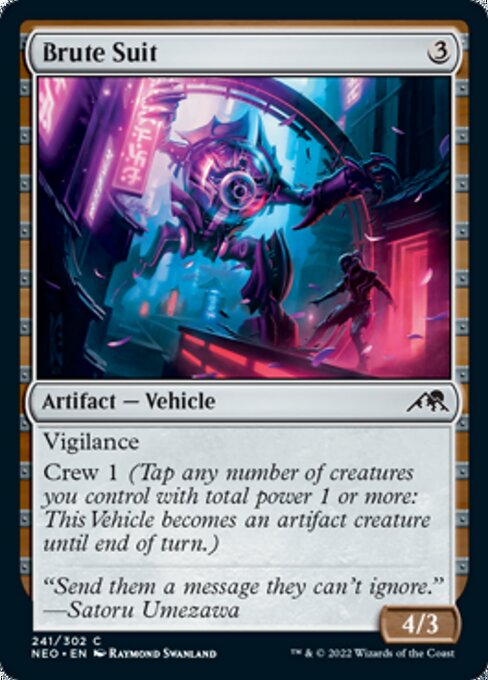 Brute Suit 3
Artifact — Vehicle
Vigilance
Crew 1 (Tap any number of creatures
you control with total power 1 or more:
This Vehicle becomes an artifact creature
until end of turn.)
“Send them a message they can’t ignore.”
—Satoru Umezawa
4/3
241/302 C
NEO • EN Raymond Swanland
™ & © 2022 Wizards of the Coast